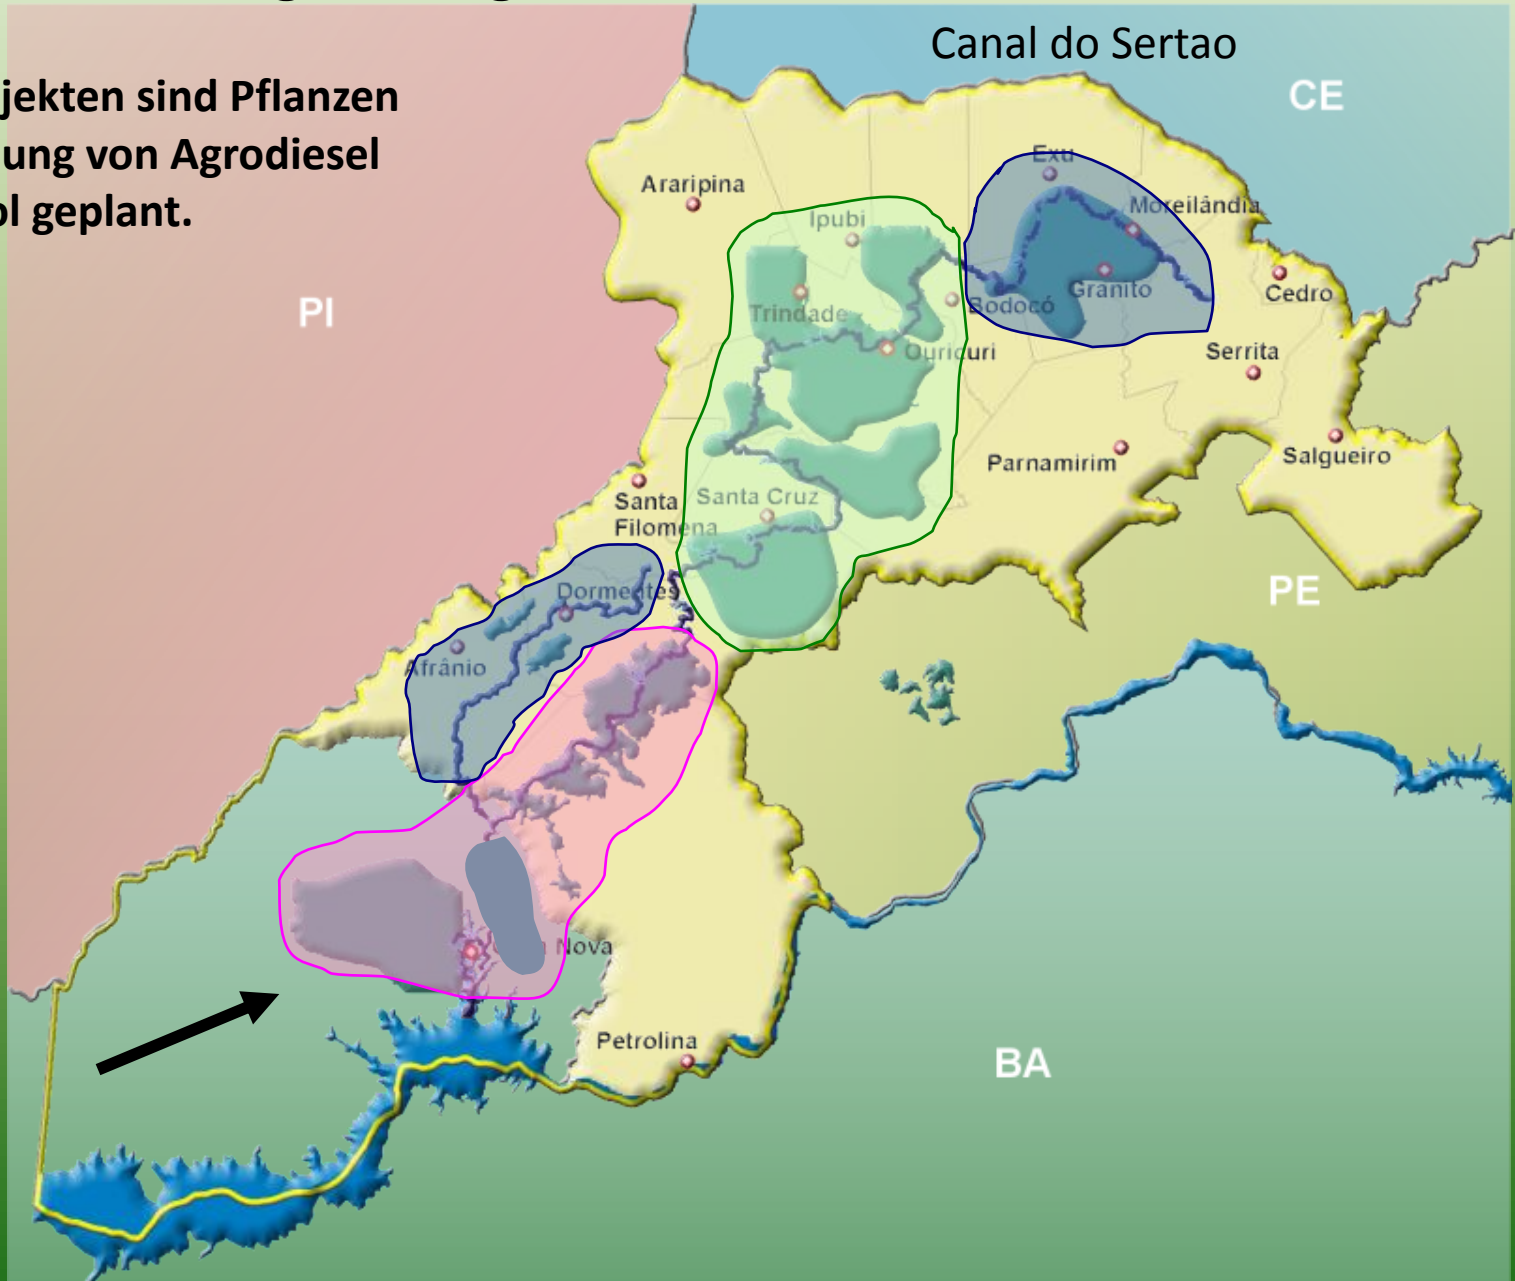 Canal do Sertao
jekten sind Pflanzen
ung von Agrodiesel
ol geplant.
CE
Exu
Araripina
Moreilândia
Ipubi
PI
Trindade
Bodocó
Granito
Cedro
Ouricuri
Serrita
Parnamirim
Salgueiro
Santa
Filomena
Santa Cruz
Dormentes
PE
Afrânio
Nova
Petrolina
BA